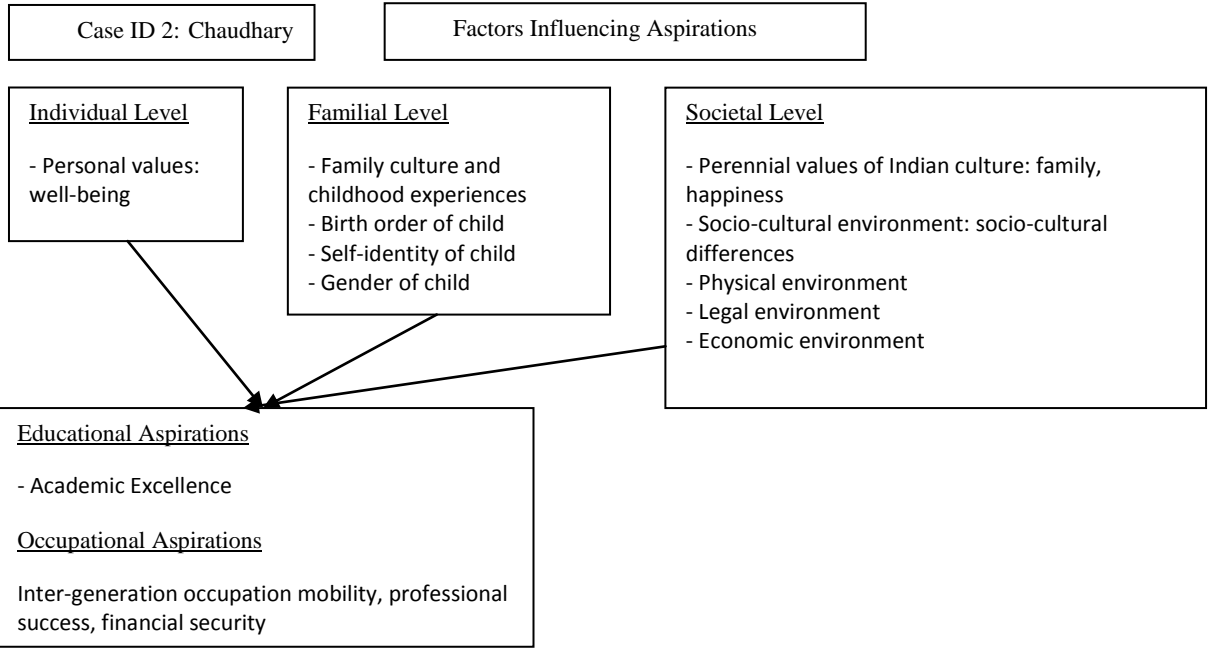 Case ID 2: Chaudhary
Factors Influencing Aspirations
Individual Level
- Personal values:
well-being
Familial Level
- Family culture and
childhood experiences
- Birth order of child
- Self-identity of child
- Gender of child
Societal Level
- Perennial values of Indian culture: family,
happiness
- Socio-cultural environment: socio-cultural
differences
- Physical environment
- Legal environment
- Economic environment
Educational Aspirations
- Academic Excellence
Occupational Aspirations
Inter-generation occupation mobility, professional
success, financial security